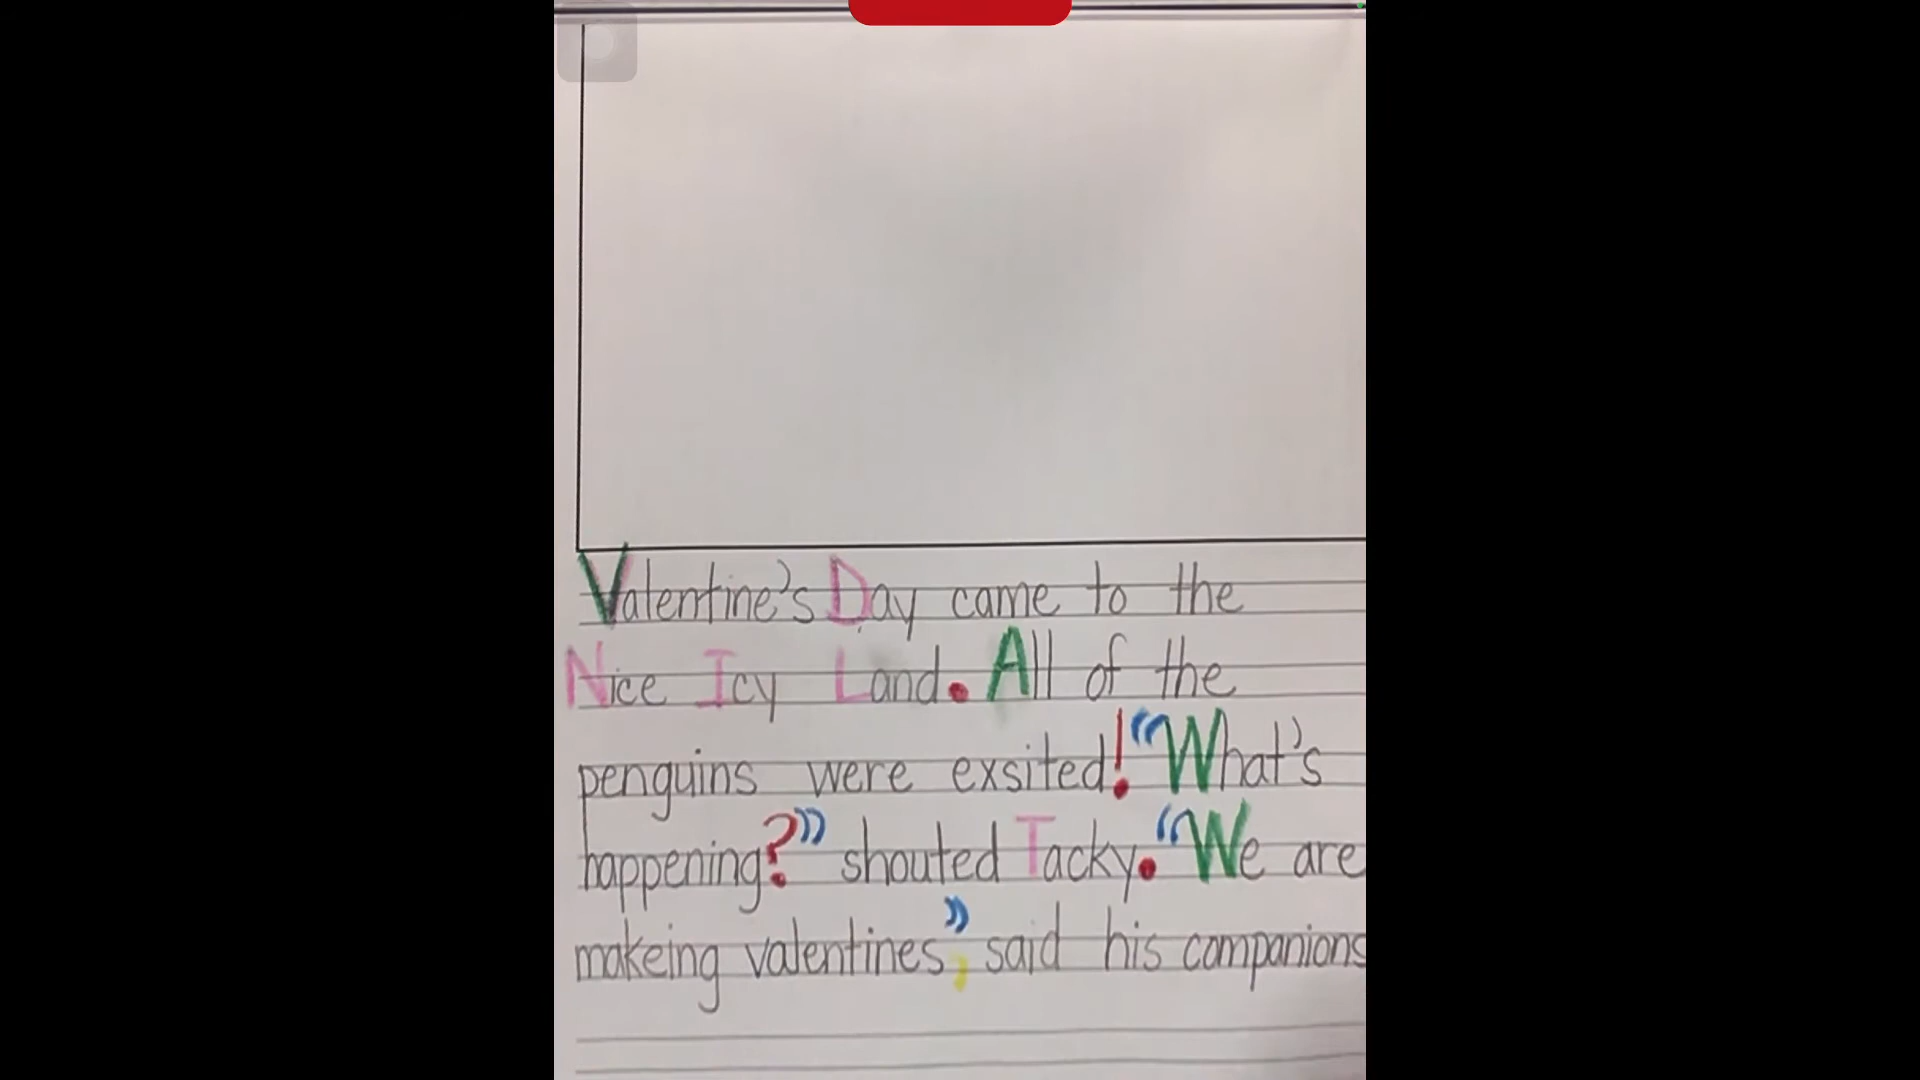 Valentine's Day came to the
Nice Icy Land. All of the
penguins were exsited! "What's
happening?" shouted Tacky. "We are
makeing valentines", said his companions